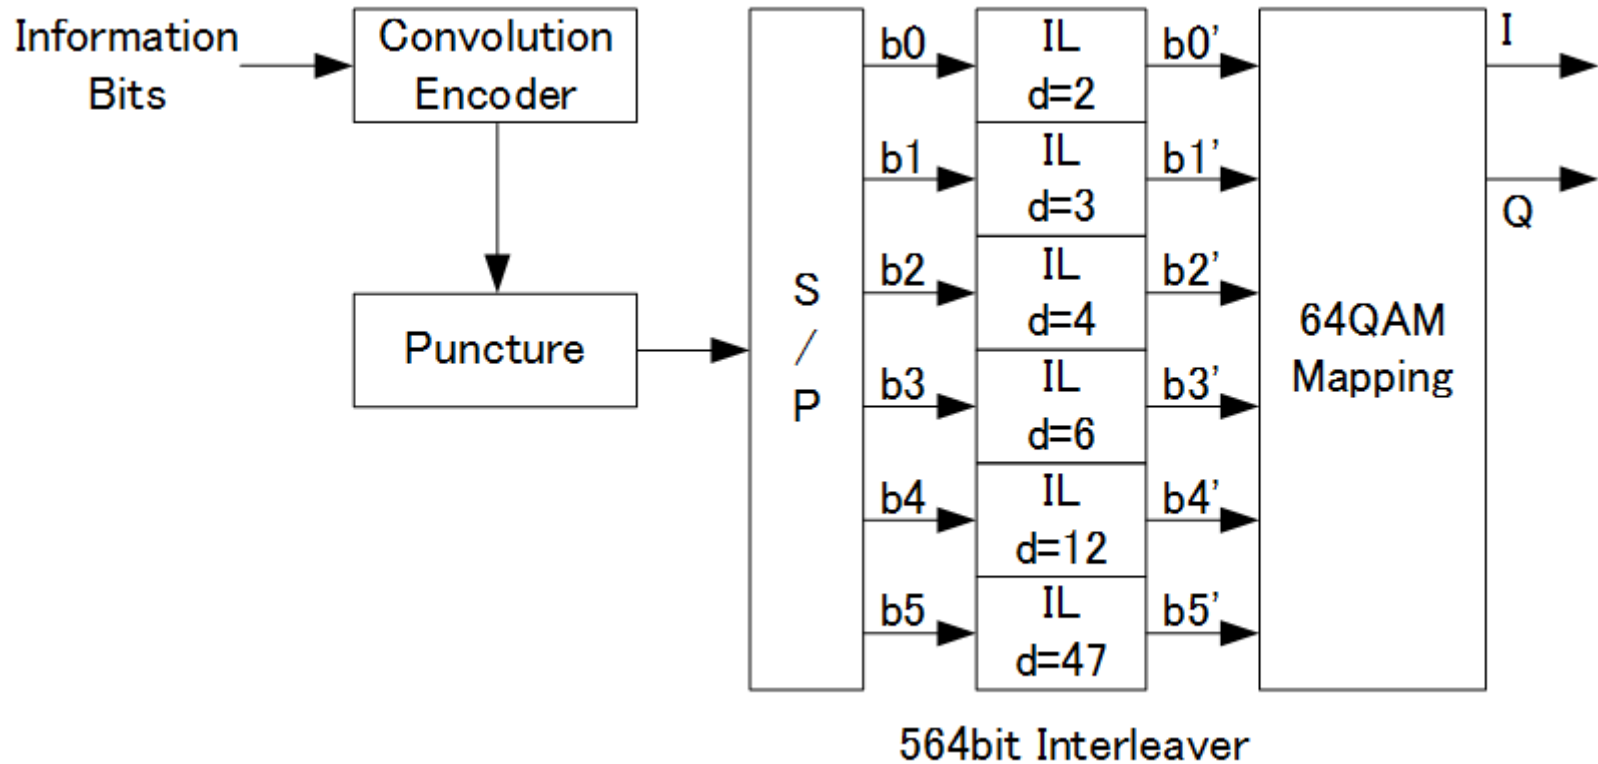 Information
Bits
Convolution
Encoder
Puncture
S
/
P
b0
b1
b2
b3
b4
b5
IL
d=2
IL
d=3
IL
d=4
IL
d=6
IL
d=12
IL
d=47
b0'
b1'
b2'
b3'
b4'
b5'
64QAM
Mapping
I
Q
564bit Interleaver